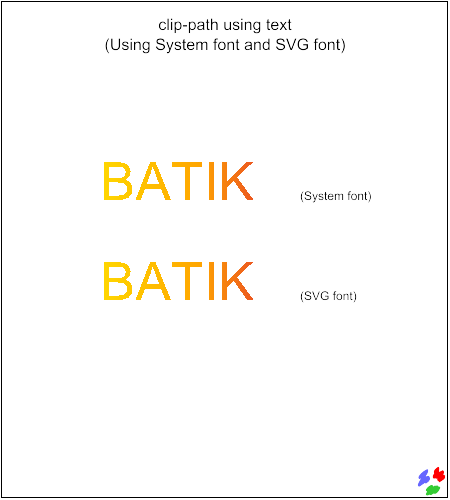 clip-path using text
(Using System font and SVG font)
BATIK (System font)
BATIK (SVG font)